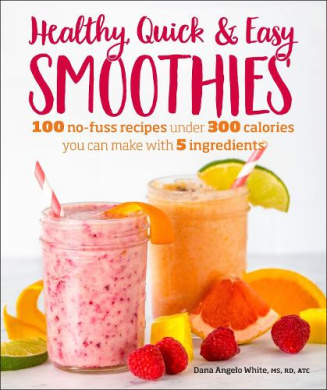 Healthy, Quick & Easy
SMOOTHIES
100 no-fuss recipes under 300 calories
you can make with 5 ingredients
Dana Angelo White, MS, RD, ATC